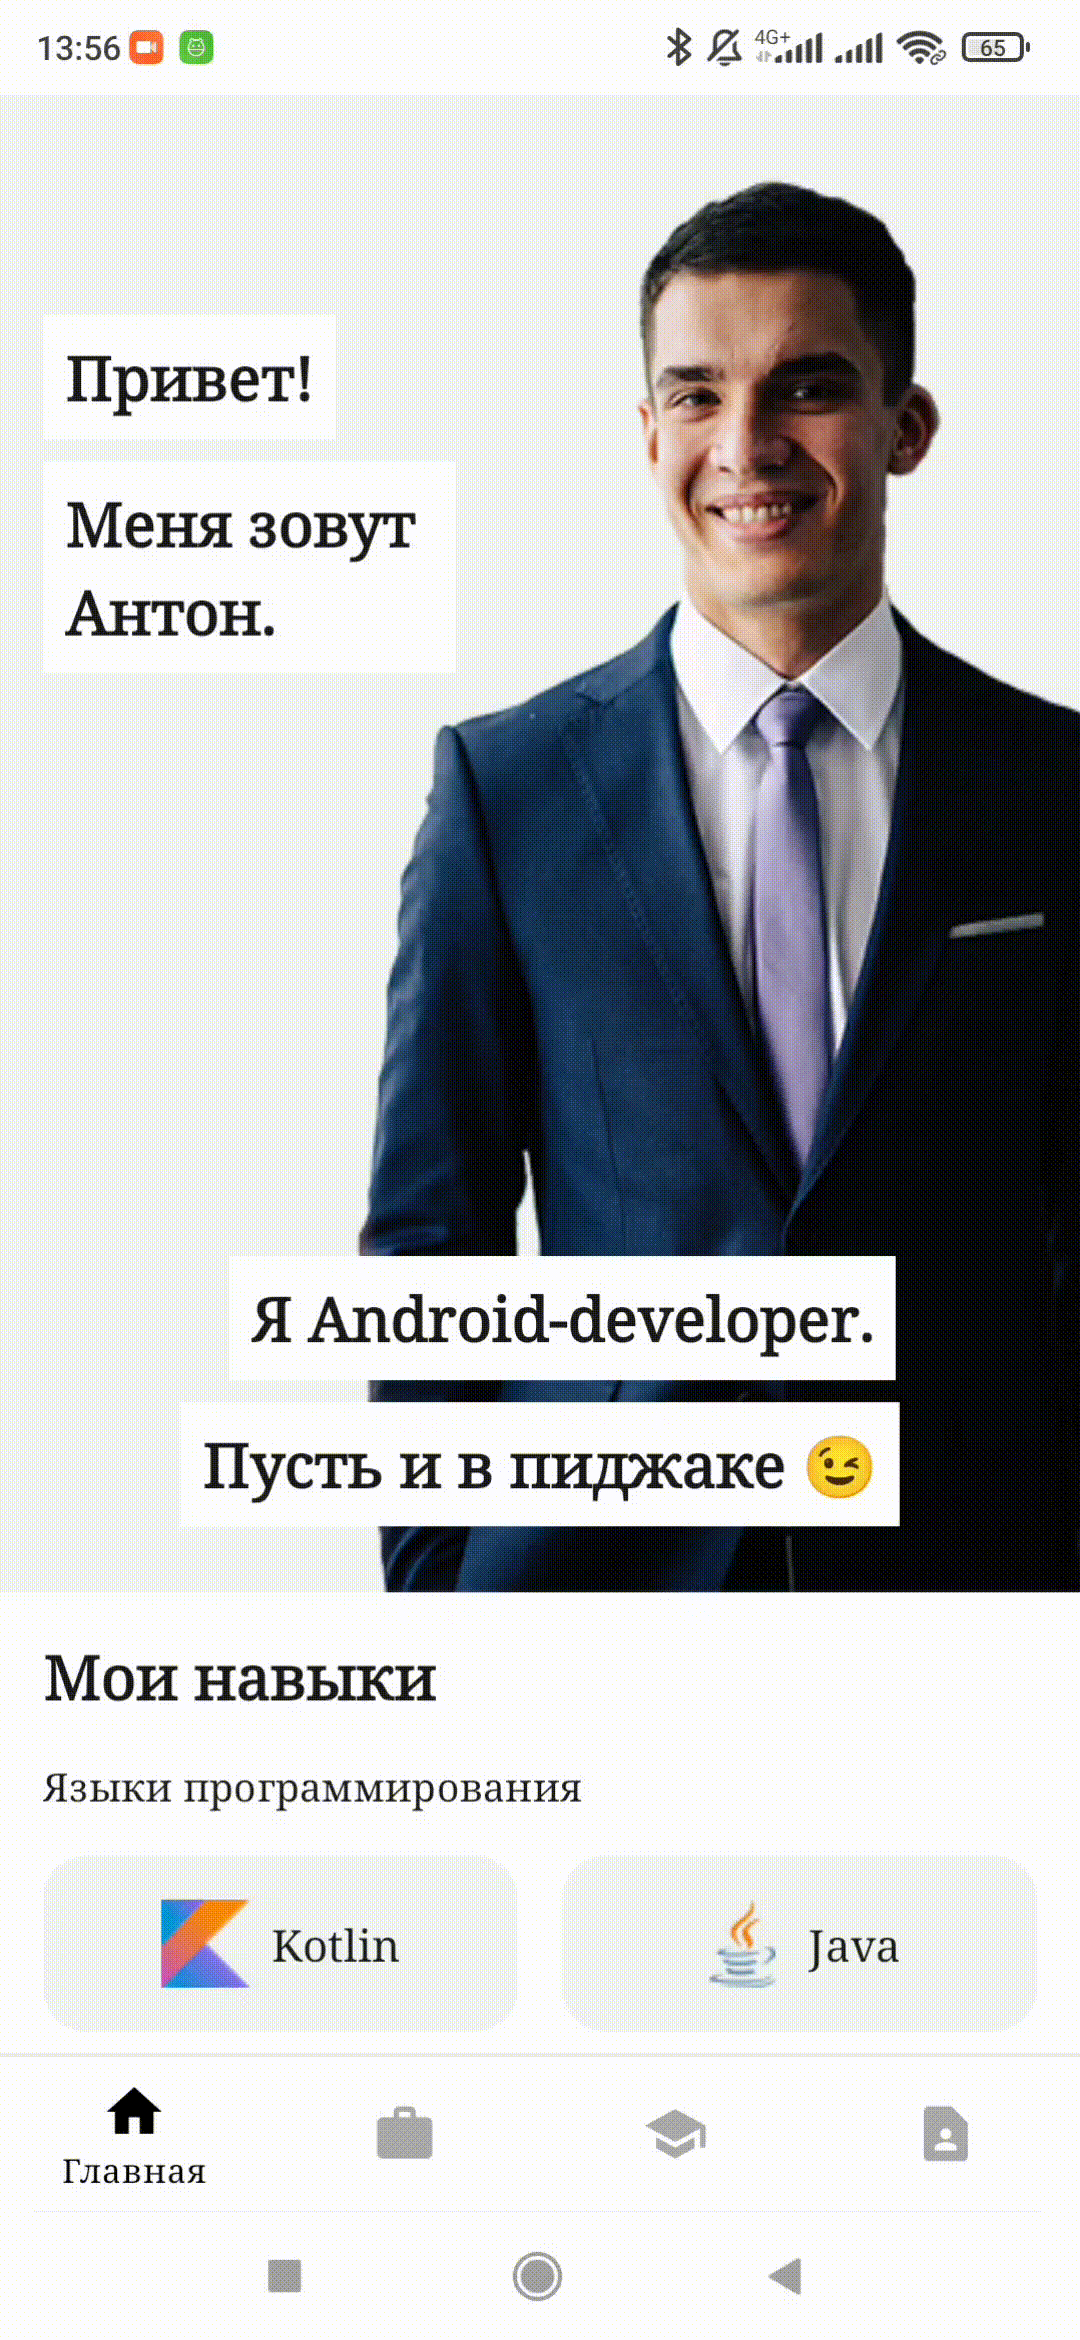 13:56
4G+
65
Привет!
Меня зовут
Антон.
Я Android-developer.
Пусть и в пиджаке 😉
Мои навыки
Языки программирования
Kotlin
Java
Главная